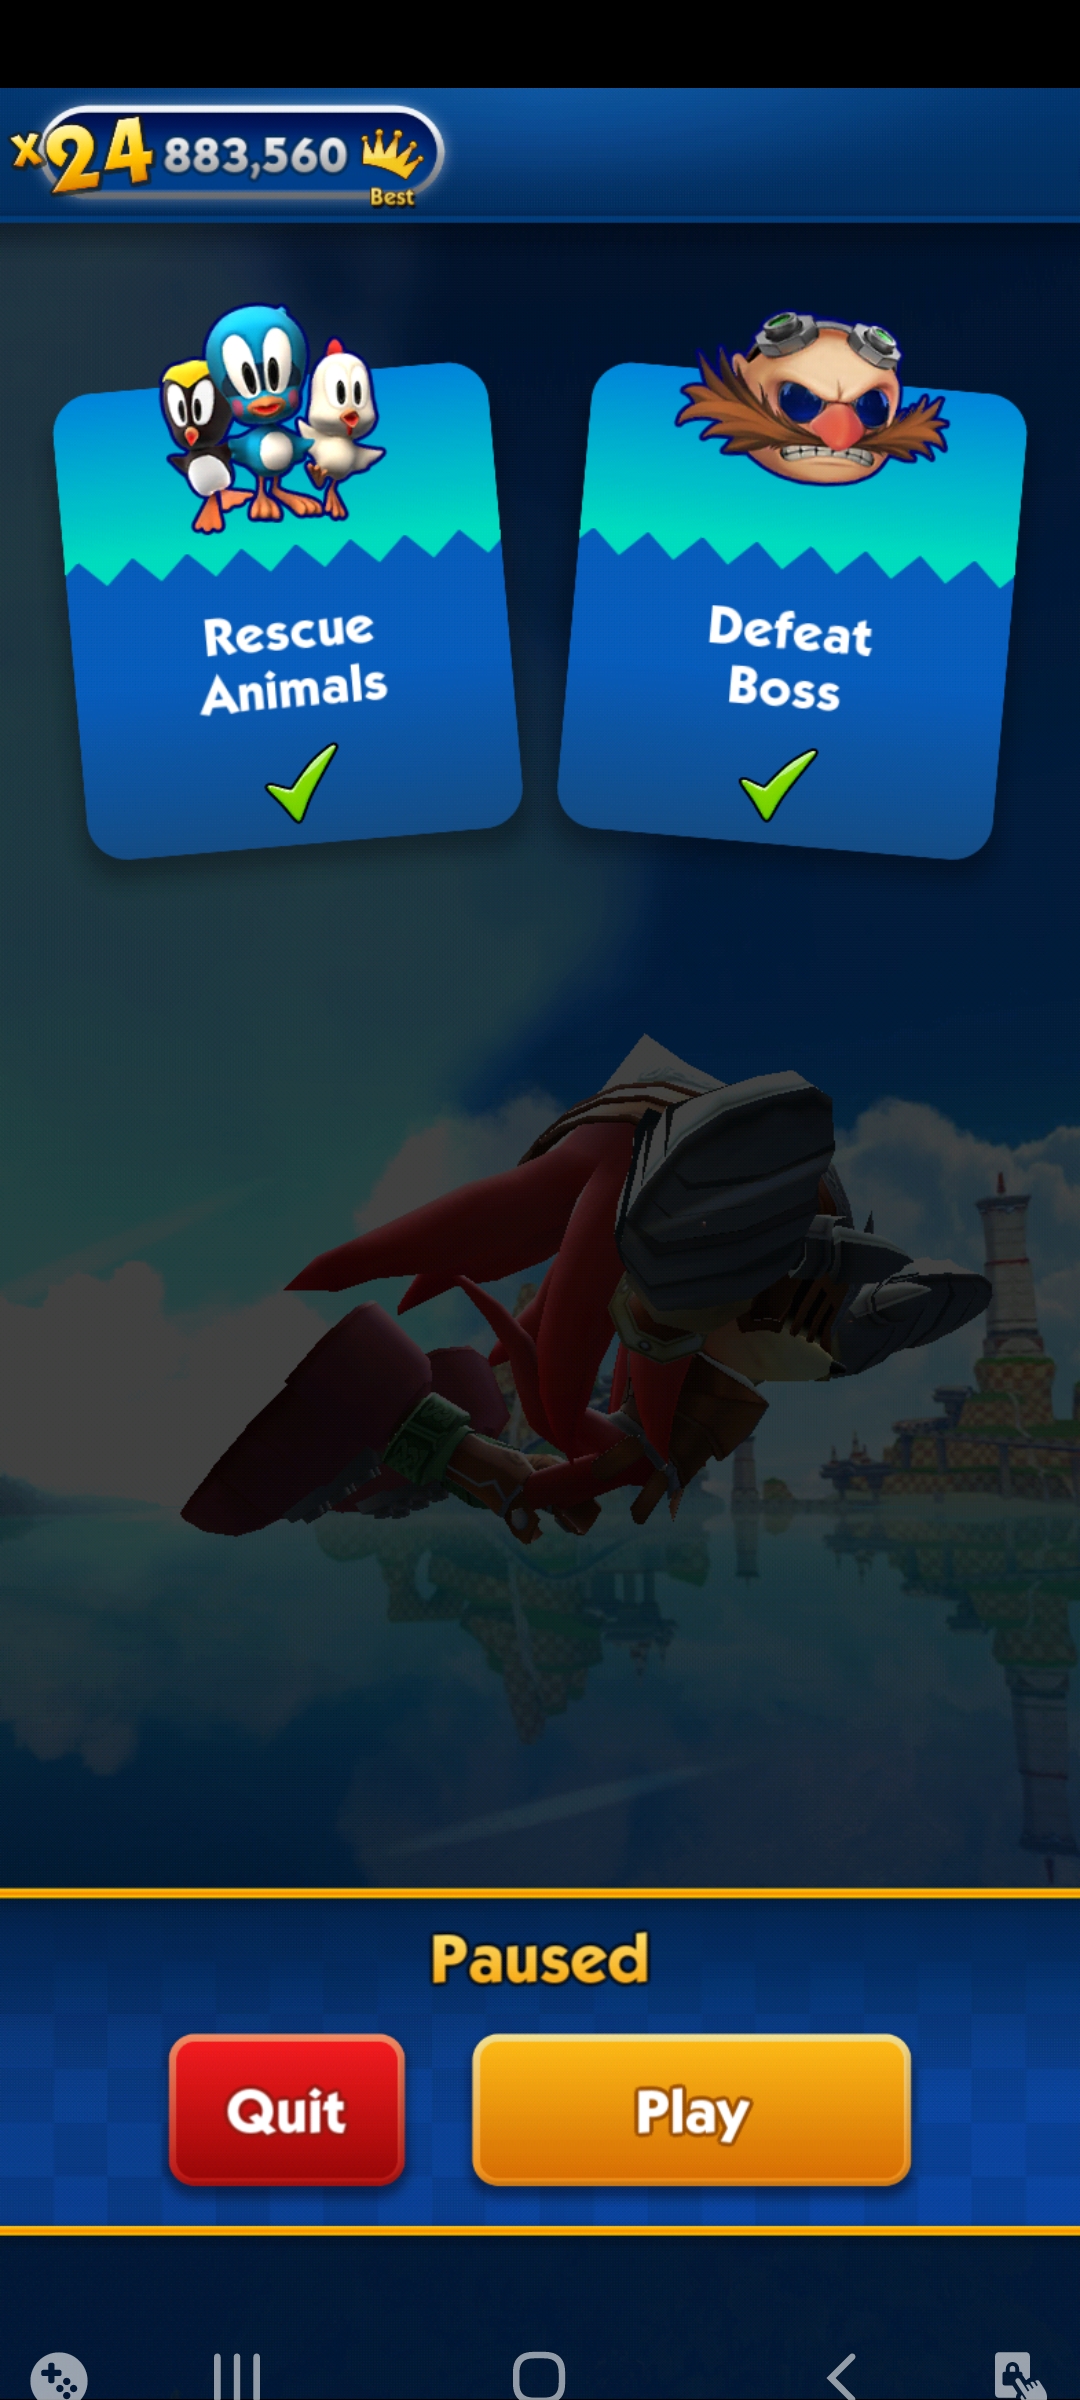 x24 883,560
Best
Rescue
Animals
Defeat
Boss
Paused
Quit
Play